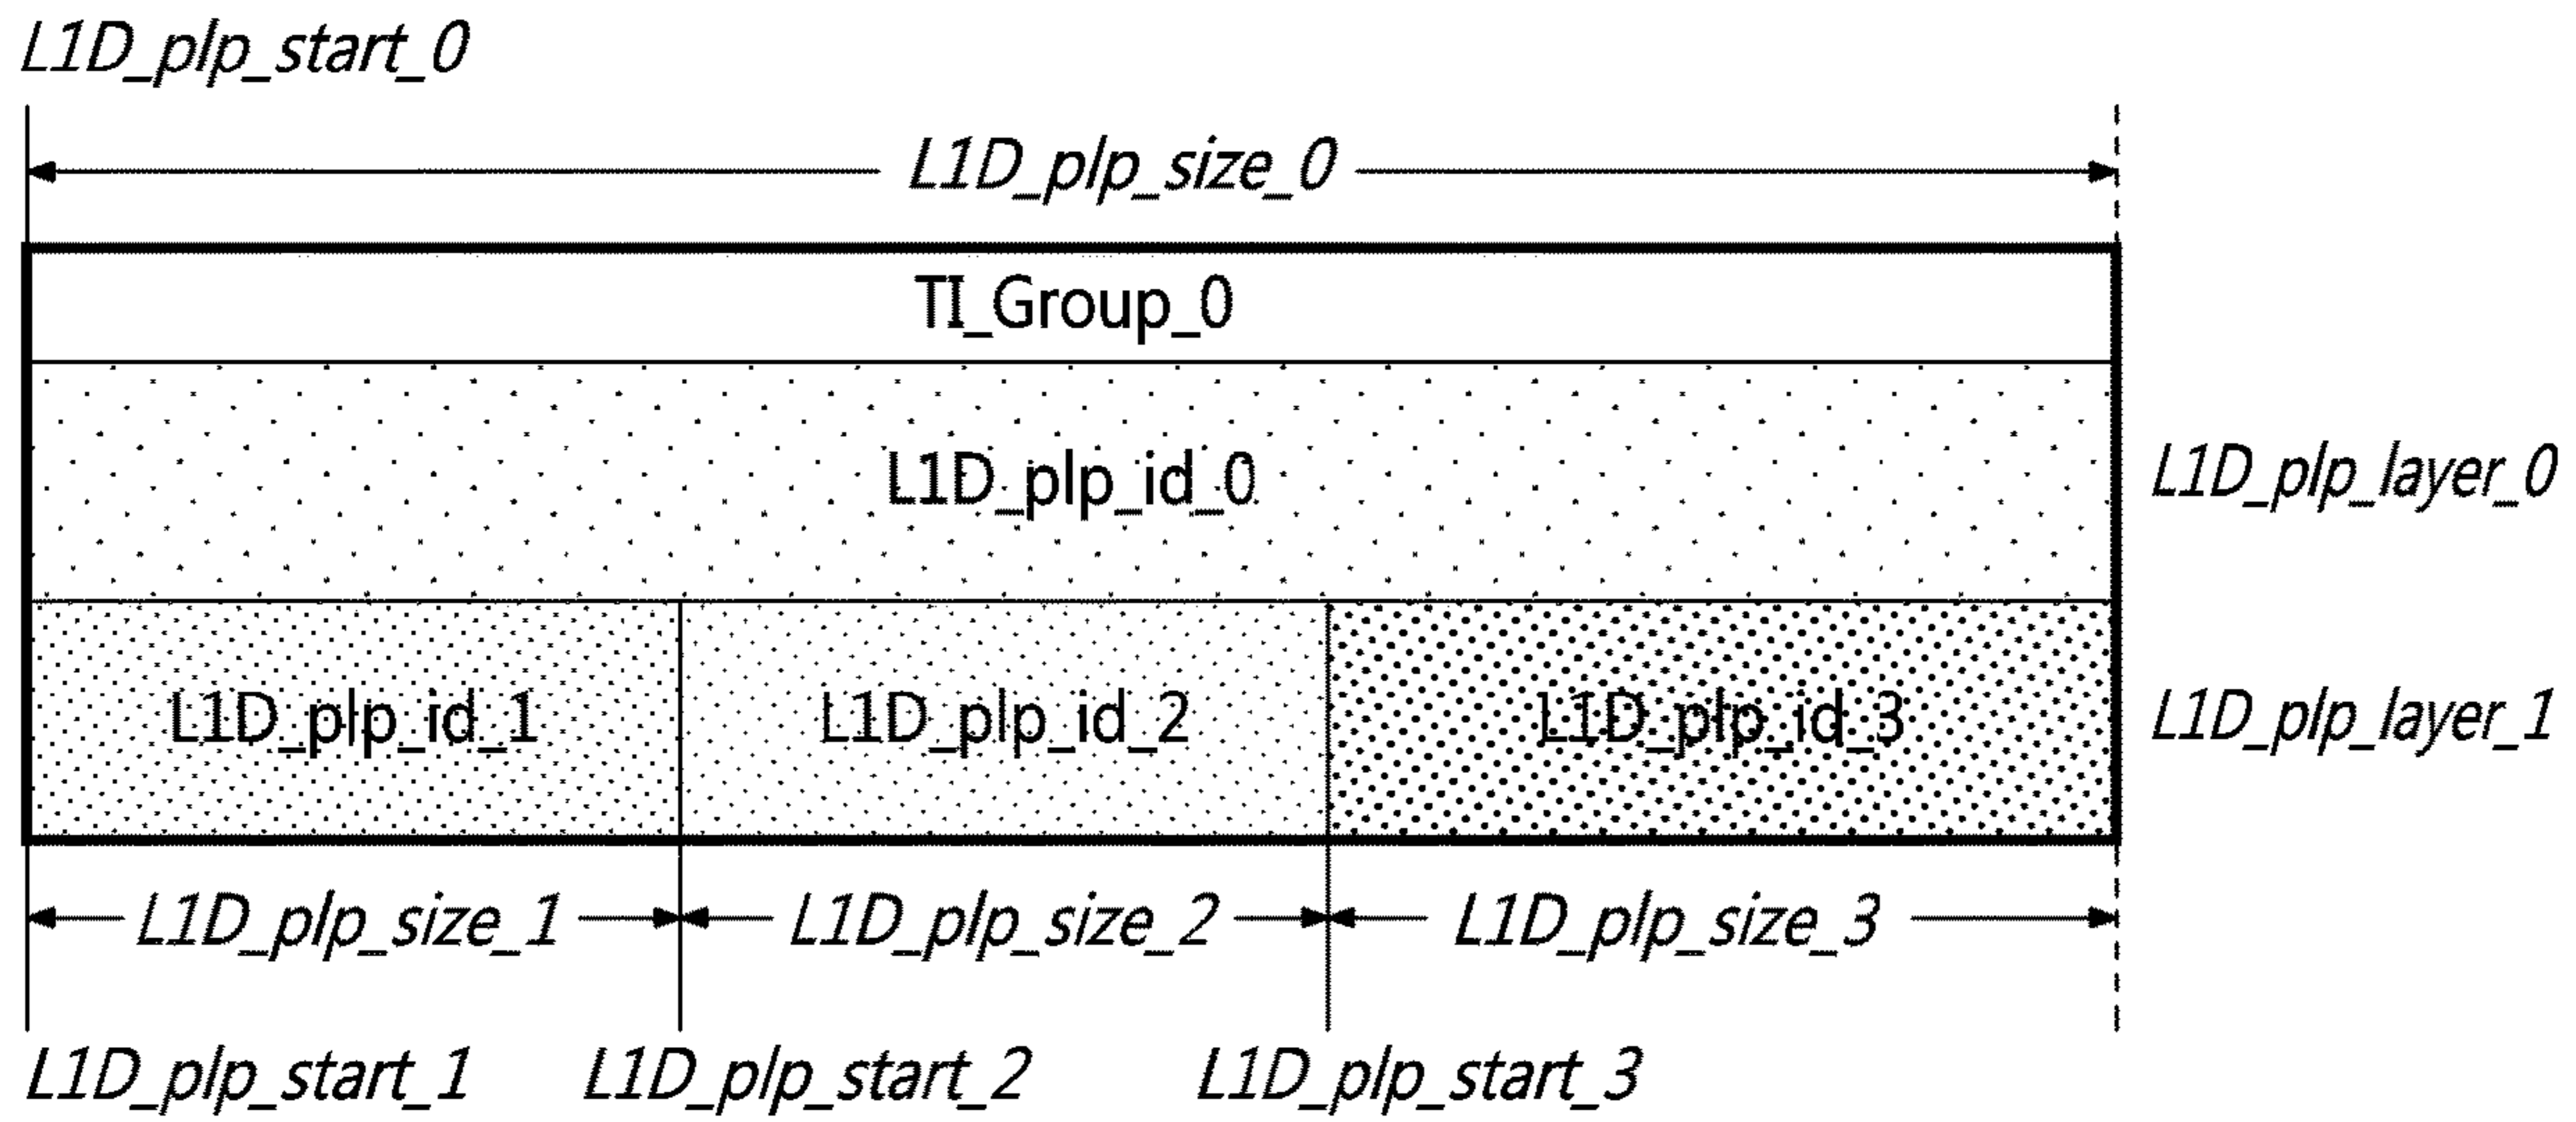 L1D_plp_start_0
L1D_plp_size_0
TI_Group_0
L1D_plp_id_0
L1D_plp_layer_0
L1D_plp_id_1 L1D_plp_id_2 L1D_plp_id_3
L1D_plp_layer_1
L1D_plp_size_1 L1D_plp_size_2 L1D_plp_size_3
L1D_plp_start_1 L1D_plp_start_2 L1D_plp_start_3